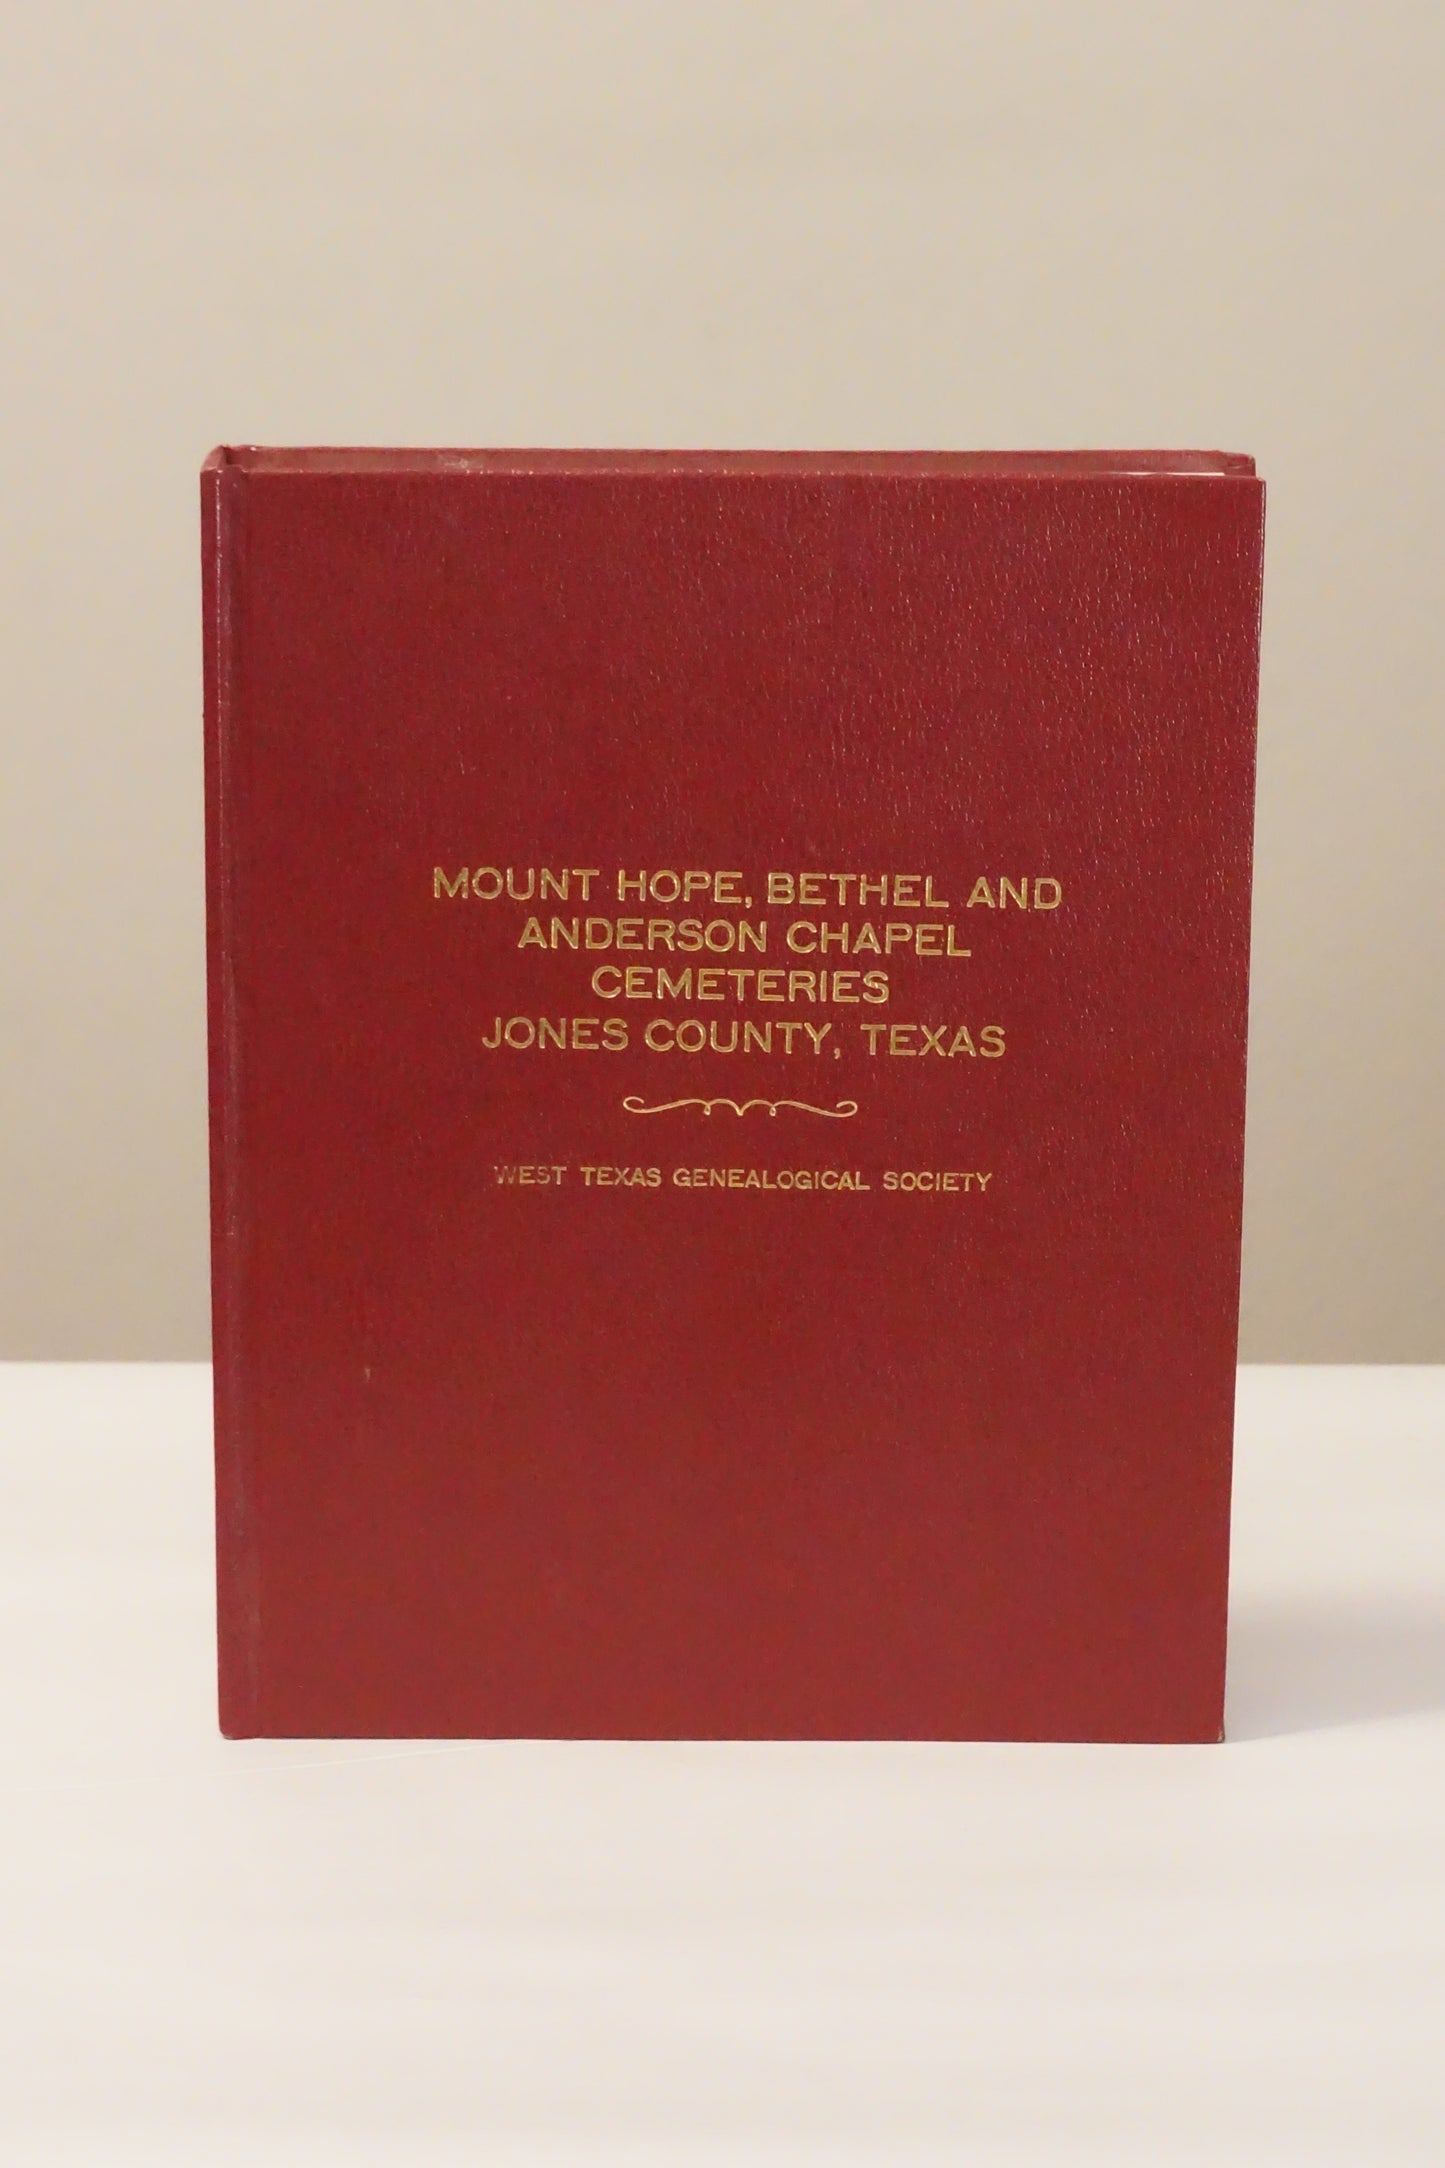 MOUNT HOPE, BETHEL AND
ANDERSON CHAPEL
CEMETERIES
JONES COUNTY, TEXAS
WEST TEXAS GENEALOGICAL SOCIETY